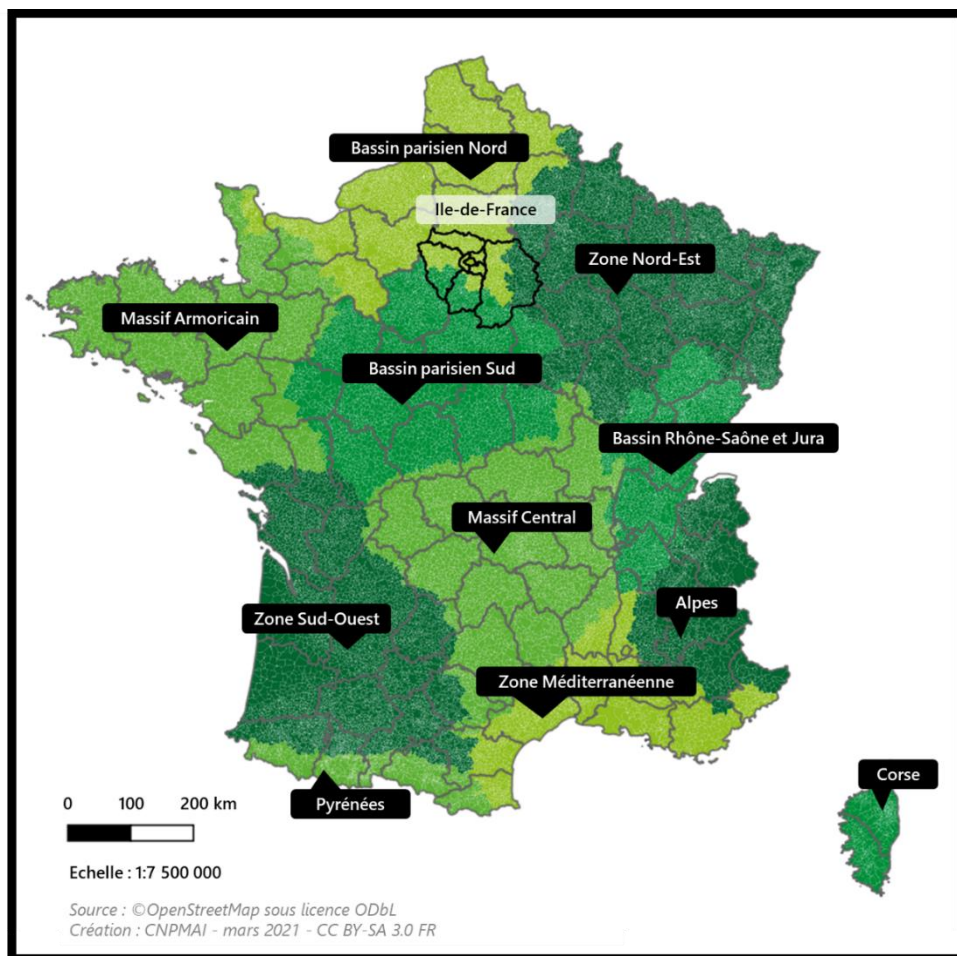 Bassin parisien Nord
Ile-de-France
Zone Nord-Est
Massif Armoricain
Bassin parisien Sud
Bassin Rhône-Saône et Jura
Massif Central
Alpes
Zone Sud-Ouest
Zone Méditerranéenne
Corse
Pyrénées
0 100 200 km
Echelle : 1:7 500 000
Source : ©OpenStreetMap sous licence ODbL
Création : CNPMAI - mars 2021 - CC BY-SA 3.0 FR